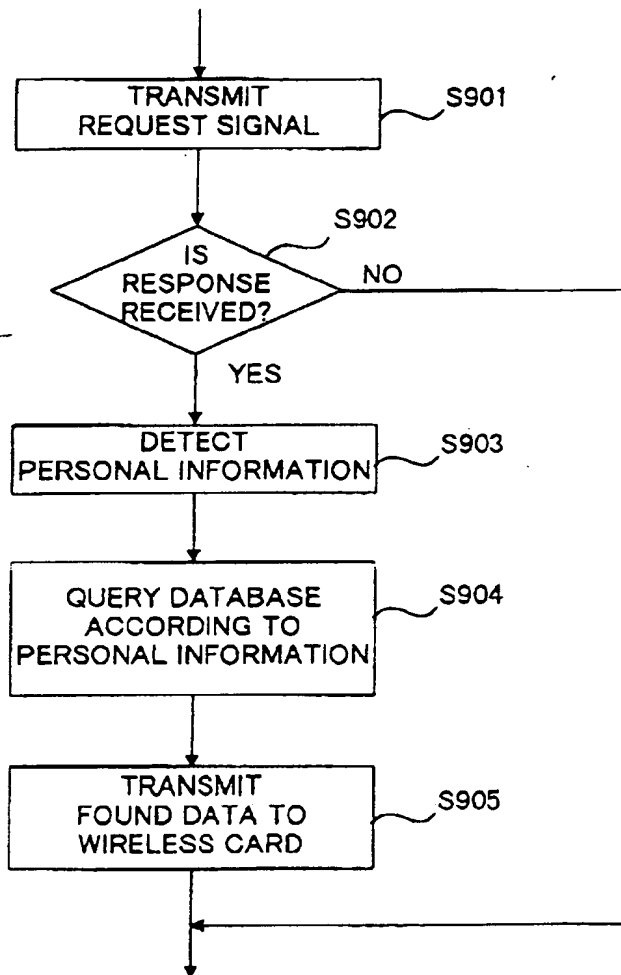 TRANSMIT
REQUEST SIGNAL
S901
S902
IS
RESPONSE
RECEIVED?
NO
YES
DETECT
PERSONAL INFORMATION
S903
QUERY DATABASE
ACCORDING TO
PERSONAL INFORMATION
S904
TRANSMIT
FOUND DATA TO
WIRELESS CARD
S905